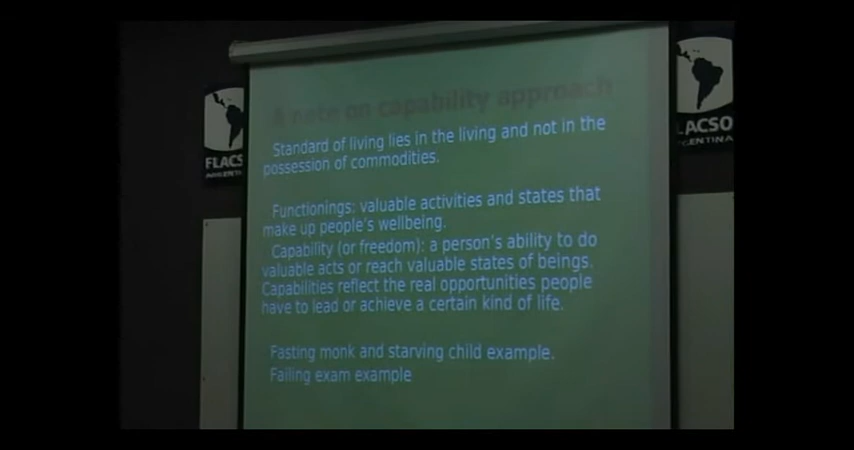 A note on capability approach
Standard of living lies in the living and not in the
possession of commodities.
Functionings: valuable activities and states that
make up people's wellbeing.
Capability (or freedom): a person's ability to do
valuable acts or reach valuable states of beings.
Capabilities reflect the real opportunities people
have to lead or achieve a certain kind of life.
Fasting monk and starving child example.
Failing exam example
FLACS
ARGENTI
LACSO
GENTINA